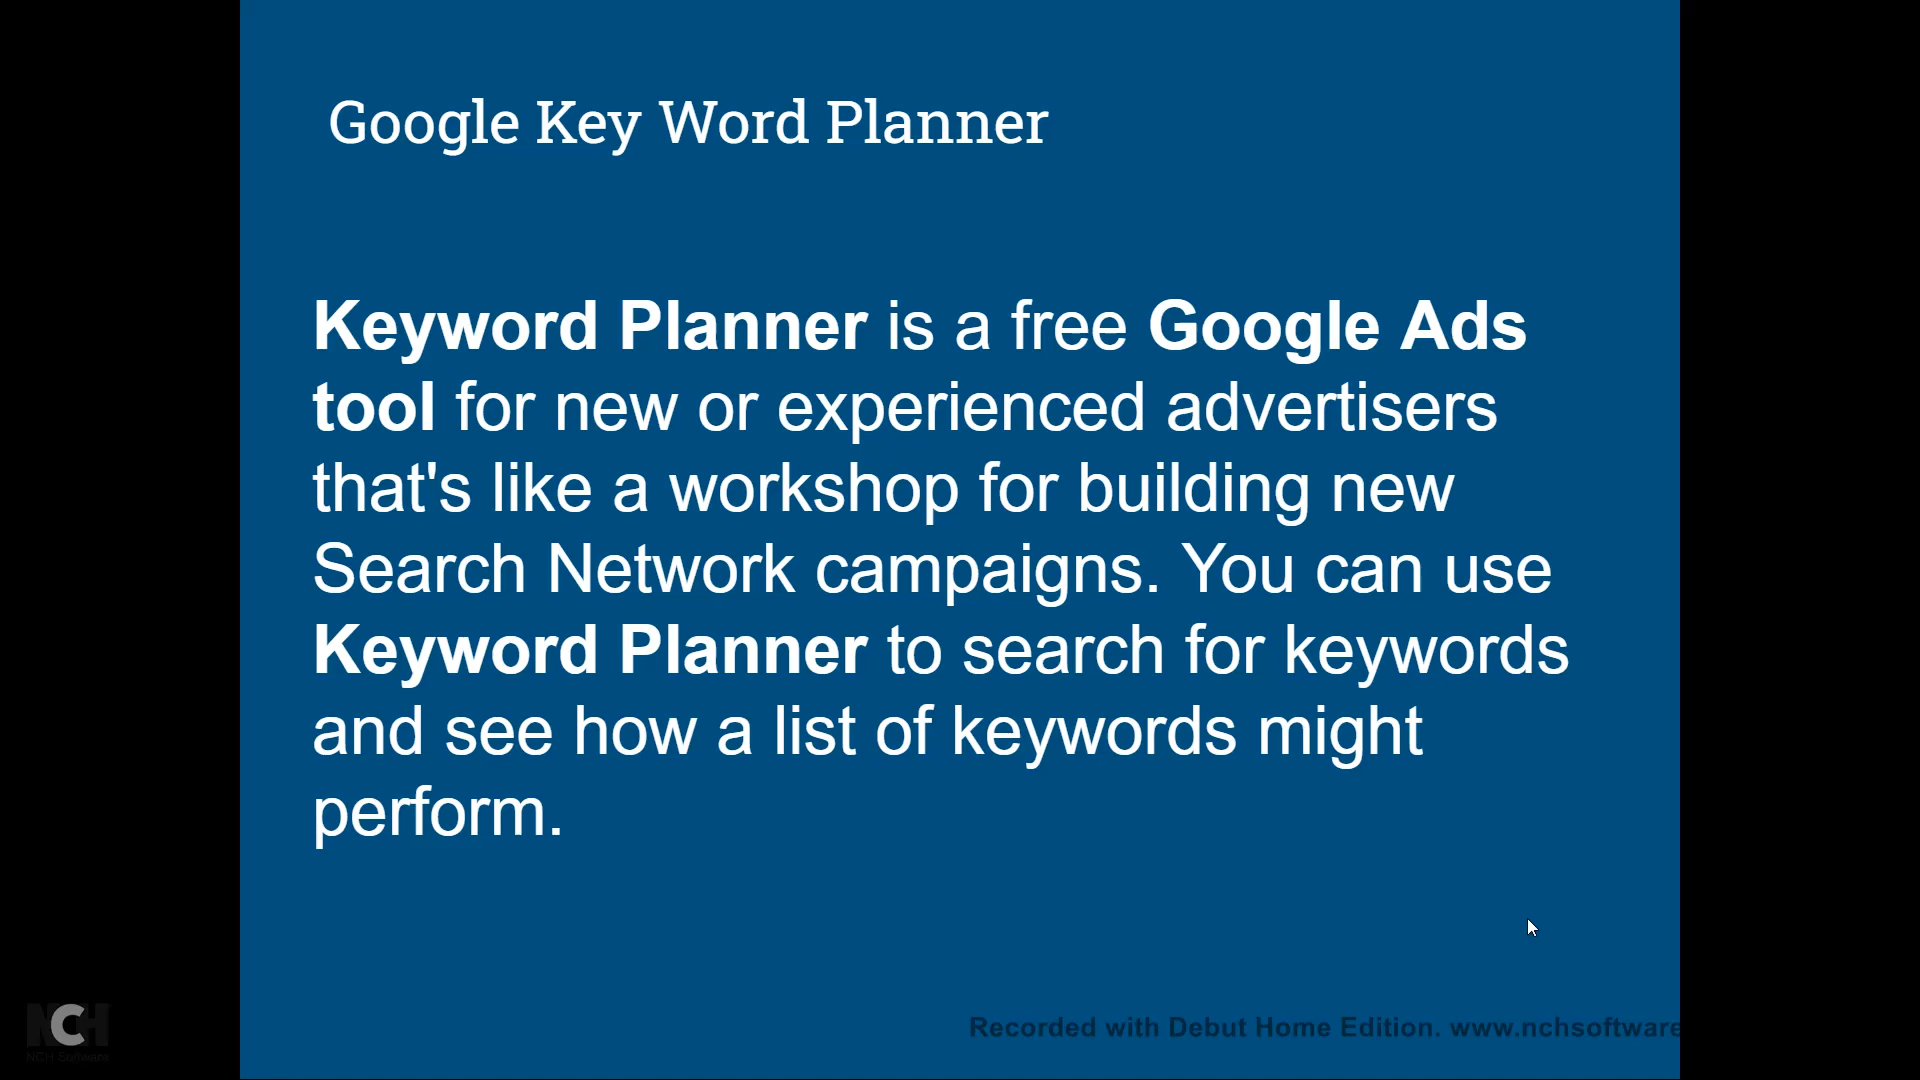 Google Key Word Planner
Keyword Planner is a free Google Ads
tool for new or experienced advertisers
that's like a workshop for building new
Search Network campaigns. You can use
Keyword Planner to search for keywords
and see how a list of keywords might
perform.
NCH
NCH Software
Recorded with Debut Home Edition. www.nchsoftware